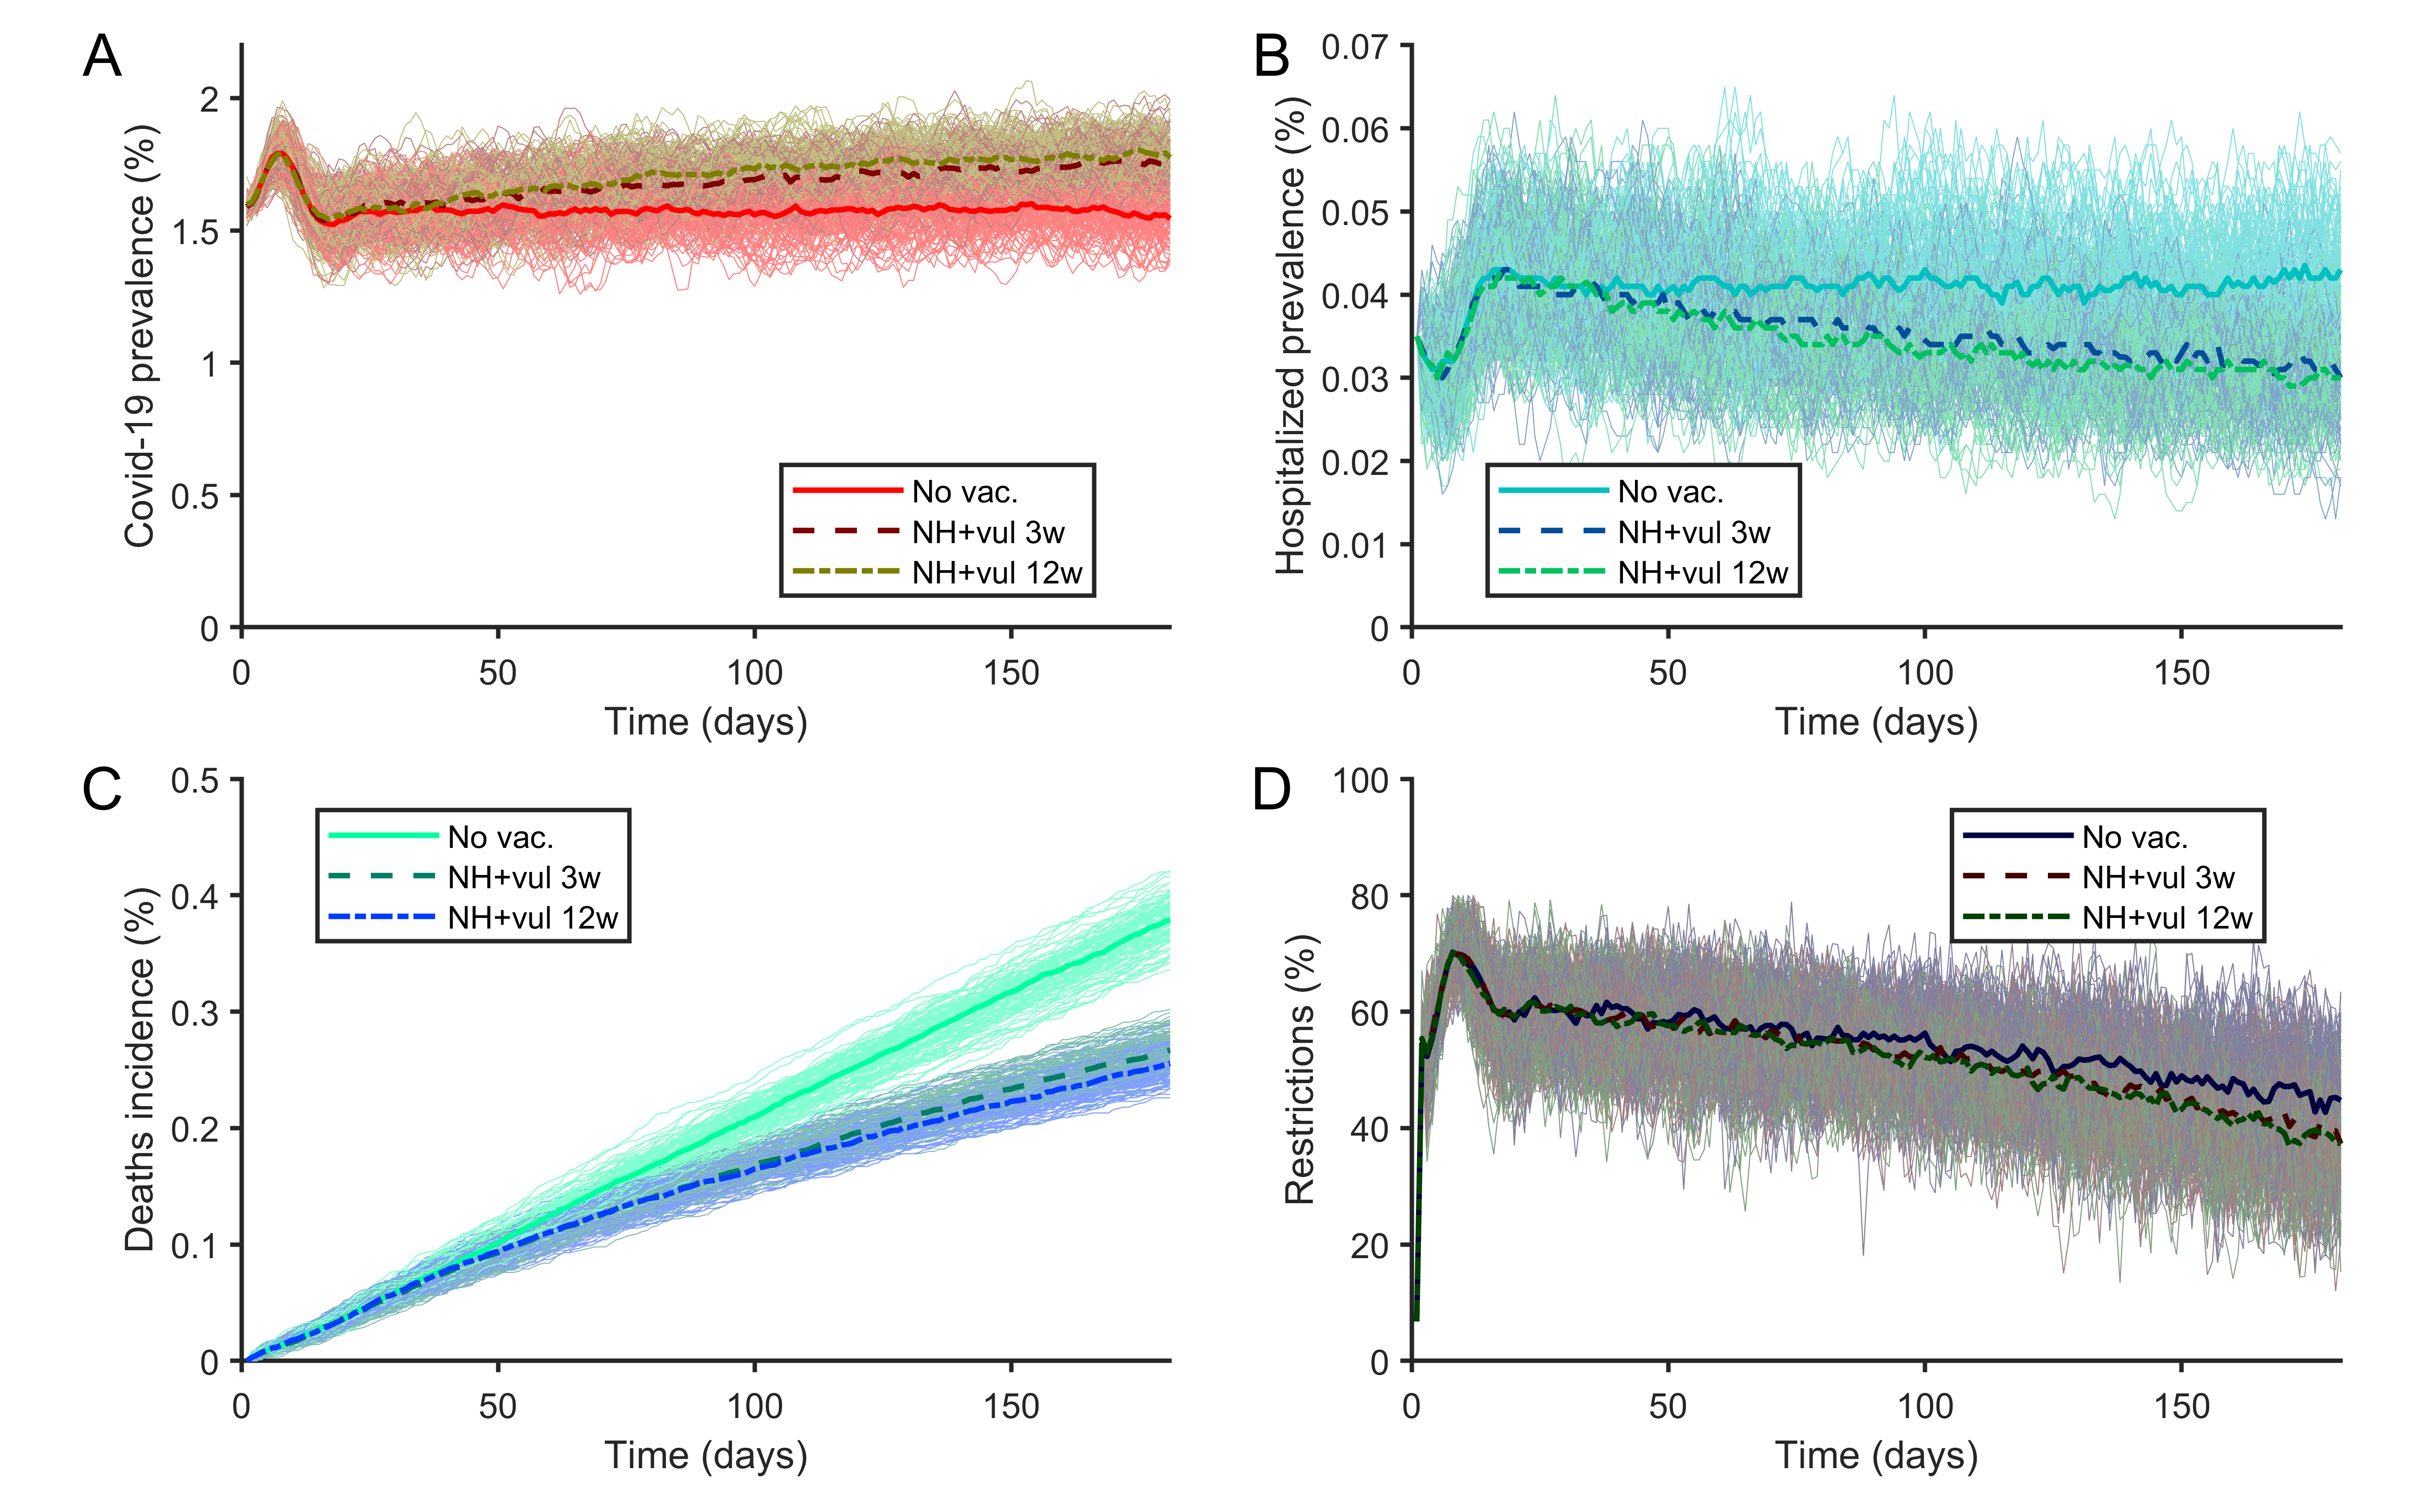 A
Covid-19 prevalence (%)
2
1.5
1
0.5
0
No vac.
NH+vul 3w
NH+vul 12w
0 50 100 150
Time (days)
B
Hospitalized prevalence (%)
0.07
0.06
0.05
0.04
0.03
0.02
0.01
0
No vac.
NH+vul 3w
NH+vul 12w
0 50 100 150
Time (days)
C
Deaths incidence (%)
0.5
0.4
0.3
0.2
0.1
0
No vac.
NH+vul 3w
NH+vul 12w
0 50 100 150
Time (days)
D
Restrictions (%)
100
80
60
40
20
0
No vac.
NH+vul 3w
NH+vul 12w
0 50 100 150
Time (days)